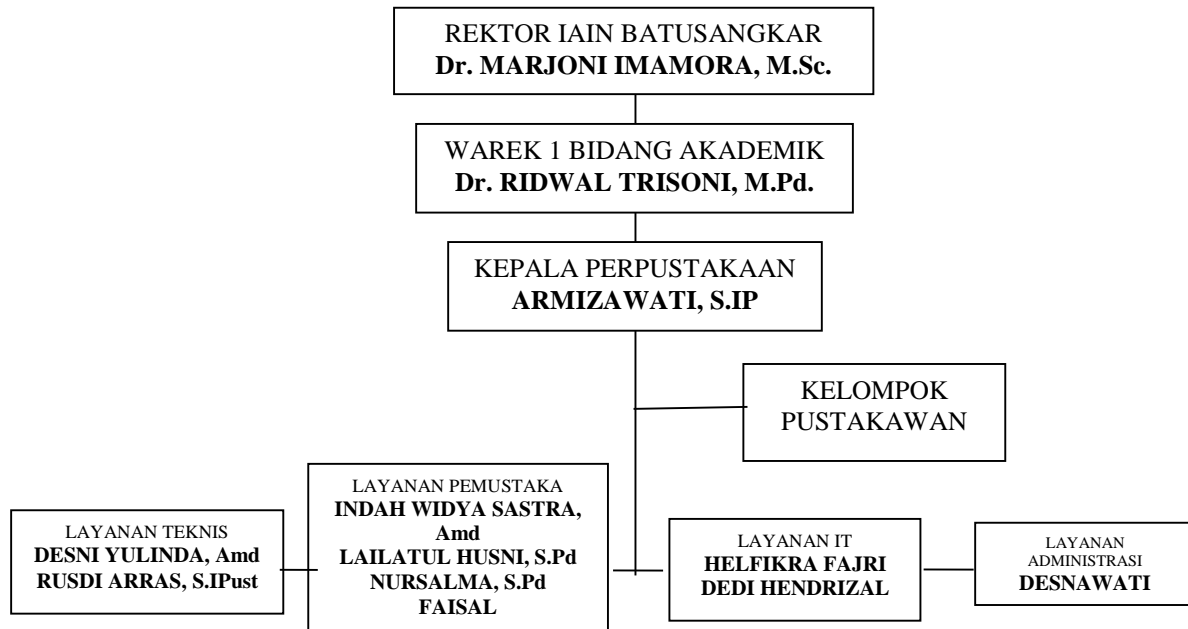 REKTOR IAIN BATUSANGKAR
Dr. MARJONI IMAMORA, M.Sc.
WAREK 1 BIDANG AKADEMIK
Dr. RIDWAL TRISONI, M.Pd.
KEPALA PERPUSTAKAAN
ARMIZAWATI, S.IP
KELOMPOK
PUSTAKAWAN
LAYANAN TEKNIS
DESNI YULINDA, Amd
RUSDI ARRAS, S.IPust
LAYANAN PEMUSTAKA
INDAH WIDYA SASTRA,
Amd
LAILATUL HUSNI, S.Pd
NURSALMA, S.Pd
FAISAL
LAYANAN IT
HELFIKRA FAJRI
DEDI HENDRIZAL
LAYANAN
ADMINISTRASI
DESNAWATI